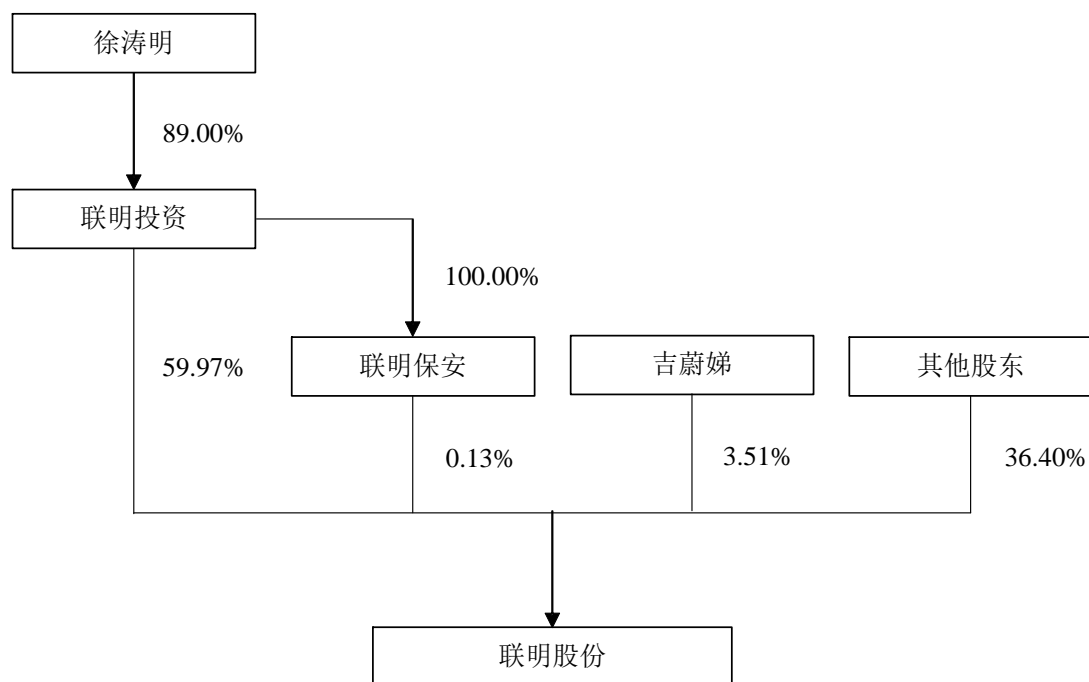 徐涛明
89.00%
联明投资
100.00%
59.97%
联明保安
吉蔚娣
其他股东
0.13%
3.51%
36.40%
联明股份